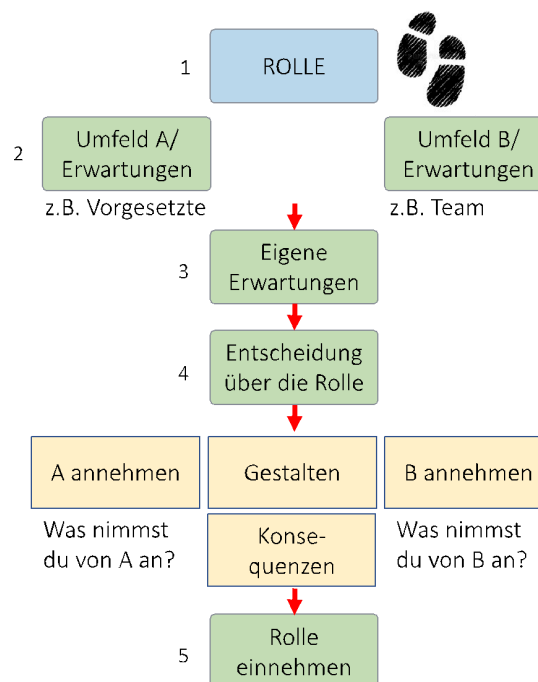 1
ROLLE
2
Umfeld A/
Erwartungen
Umfeld B/
Erwartungen
z.B. Vorgesetzte
z.B. Team
3
Eigene
Erwartungen
4
Entscheidung
über die Rolle
A annehmen
Gestalten
B annehmen
Was nimmst
du von A an?
Konse-
quenzen
Was nimmst
du von B an?
5
Rolle
einnehmen